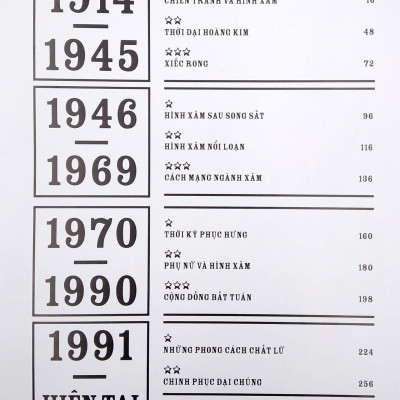 1914
1945
CHIẾN TRANH VÀ HÌNH XĂM 16
THỜI ĐẠI HOÀNG KIM 48
XIẾC RONG 72
1946
1969
HÌNH XĂM SAU SONG SẮT 96
HÌNH XĂM NỔI LOẠN 116
CÁCH MẠNG NGÀNH XĂM 136
1970
1990
THỜI KỲ PHỤC HƯNG 160
PHỤ NỮ VÀ HÌNH XĂM 180
CỘNG ĐỒNG BẤT TUÂN 198
1991
HIỆN TẠI
NHỮNG PHONG CÁCH CHẤT LỪ 224
CHINH PHỤC ĐẠI CHÚNG 256